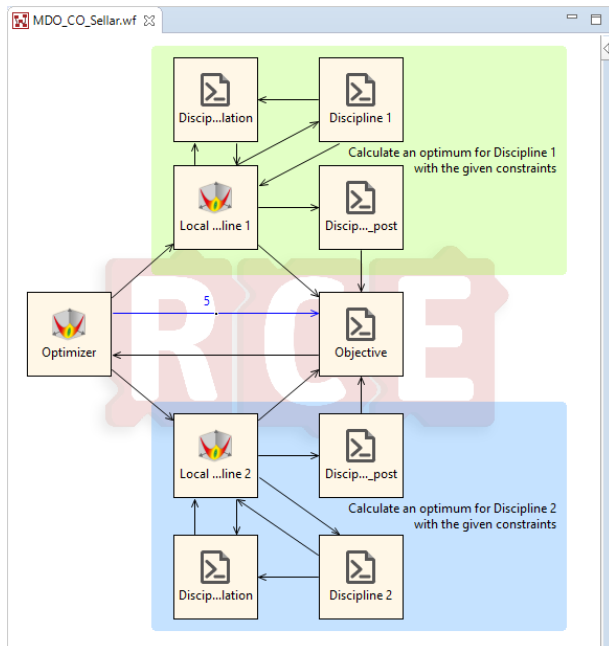 MDO_CO_Sellar.wf
Discip...lation
Discipline 1
Calculate an optimum for Discipline 1
with the given constraints
Local ...line 1
Discip..._post
5
Optimizer
Objective
RCE
Local ...line 2
Discip..._post
Calculate an optimum for Discipline 2
with the given constraints
Discip...lation
Discipline 2